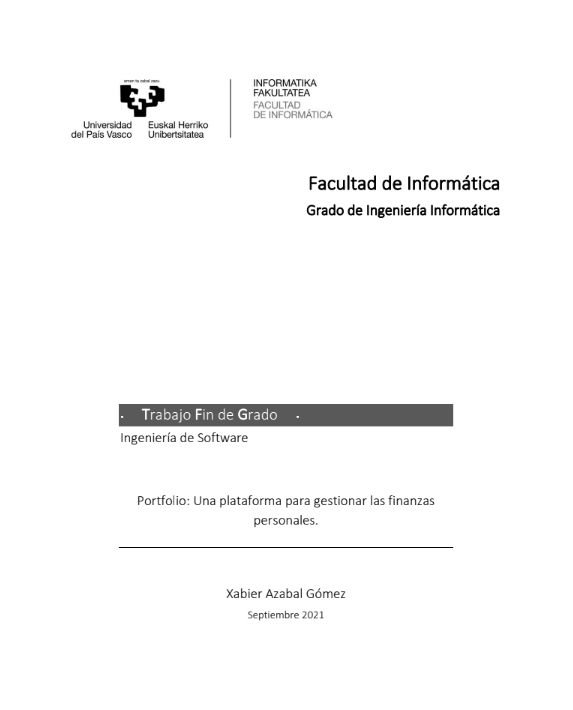 eman ta zabal zazu
Universidad
del País Vasco
Euskal Herriko
Unibertsitatea
INFORMATIKA
FAKULTATEA
FACULTAD
DE INFORMÁTICA
Facultad de Informática
Grado de Ingeniería Informática
Trabajo Fin de Grado
Ingeniería de Software
Portfolio: Una plataforma para gestionar las finanzas
personales.
Xabier Azabal Gómez
Septiembre 2021